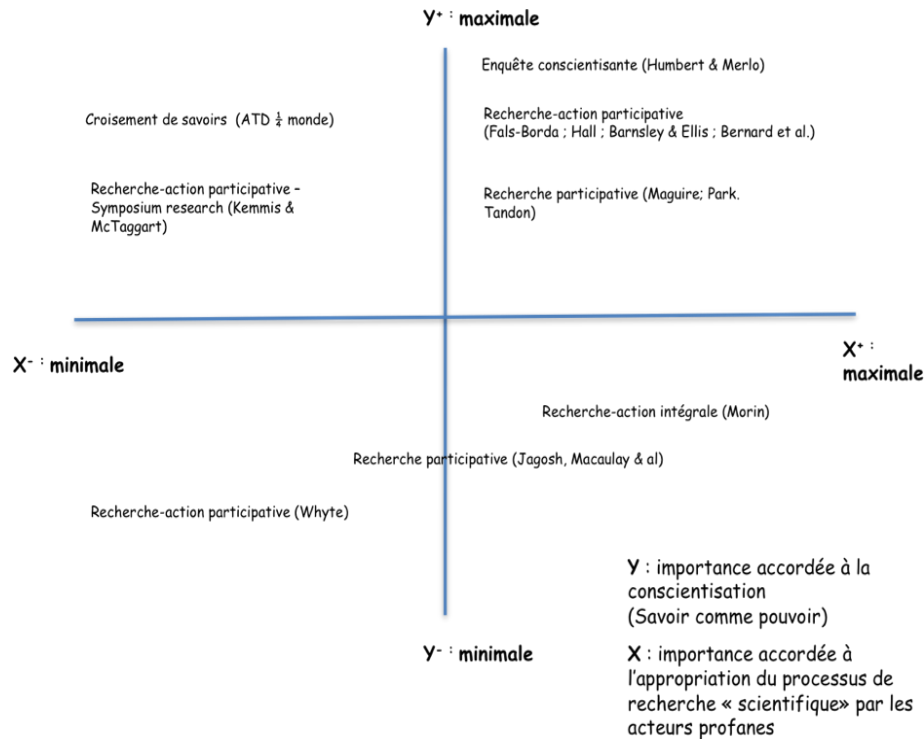 Y⁺ : maximale
Enquête conscientisante (Humbert & Merlo)
Croisement de savoirs (ATD ¼ monde)
Recherche-action participative
(Fals-Borda ; Hall ; Barnsley & Ellis ; Bernard et al.)
Recherche-action participative –
Symposium research (Kemmis &
McTaggart)
Recherche participative (Maguire; Park.
Tandon)
X⁻ : minimale
X⁺ :
maximale
Recherche-action intégrale (Morin)
Recherche participative (Jagosh, Macaulay & al)
Recherche-action participative (Whyte)
Y : importance accordée à la
conscientisation
(Savoir comme pouvoir)
Y⁻ : minimale
X : importance accordée à
l'appropriation du processus de
recherche « scientifique» par les
acteurs profanes